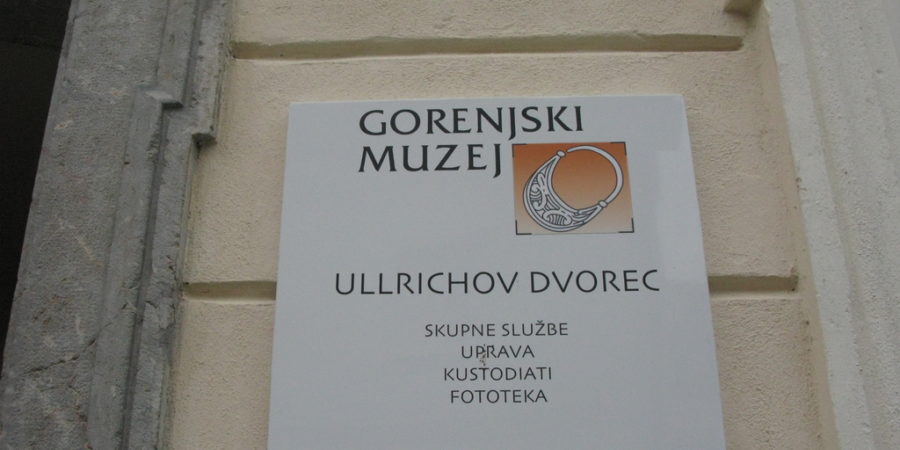 GORENJSKI
MUZEJ
ULLRICHOV DVOREC
SKUPNE SLUŽBE
UPRAVA
KUSTODIATI
FOTOTEKA